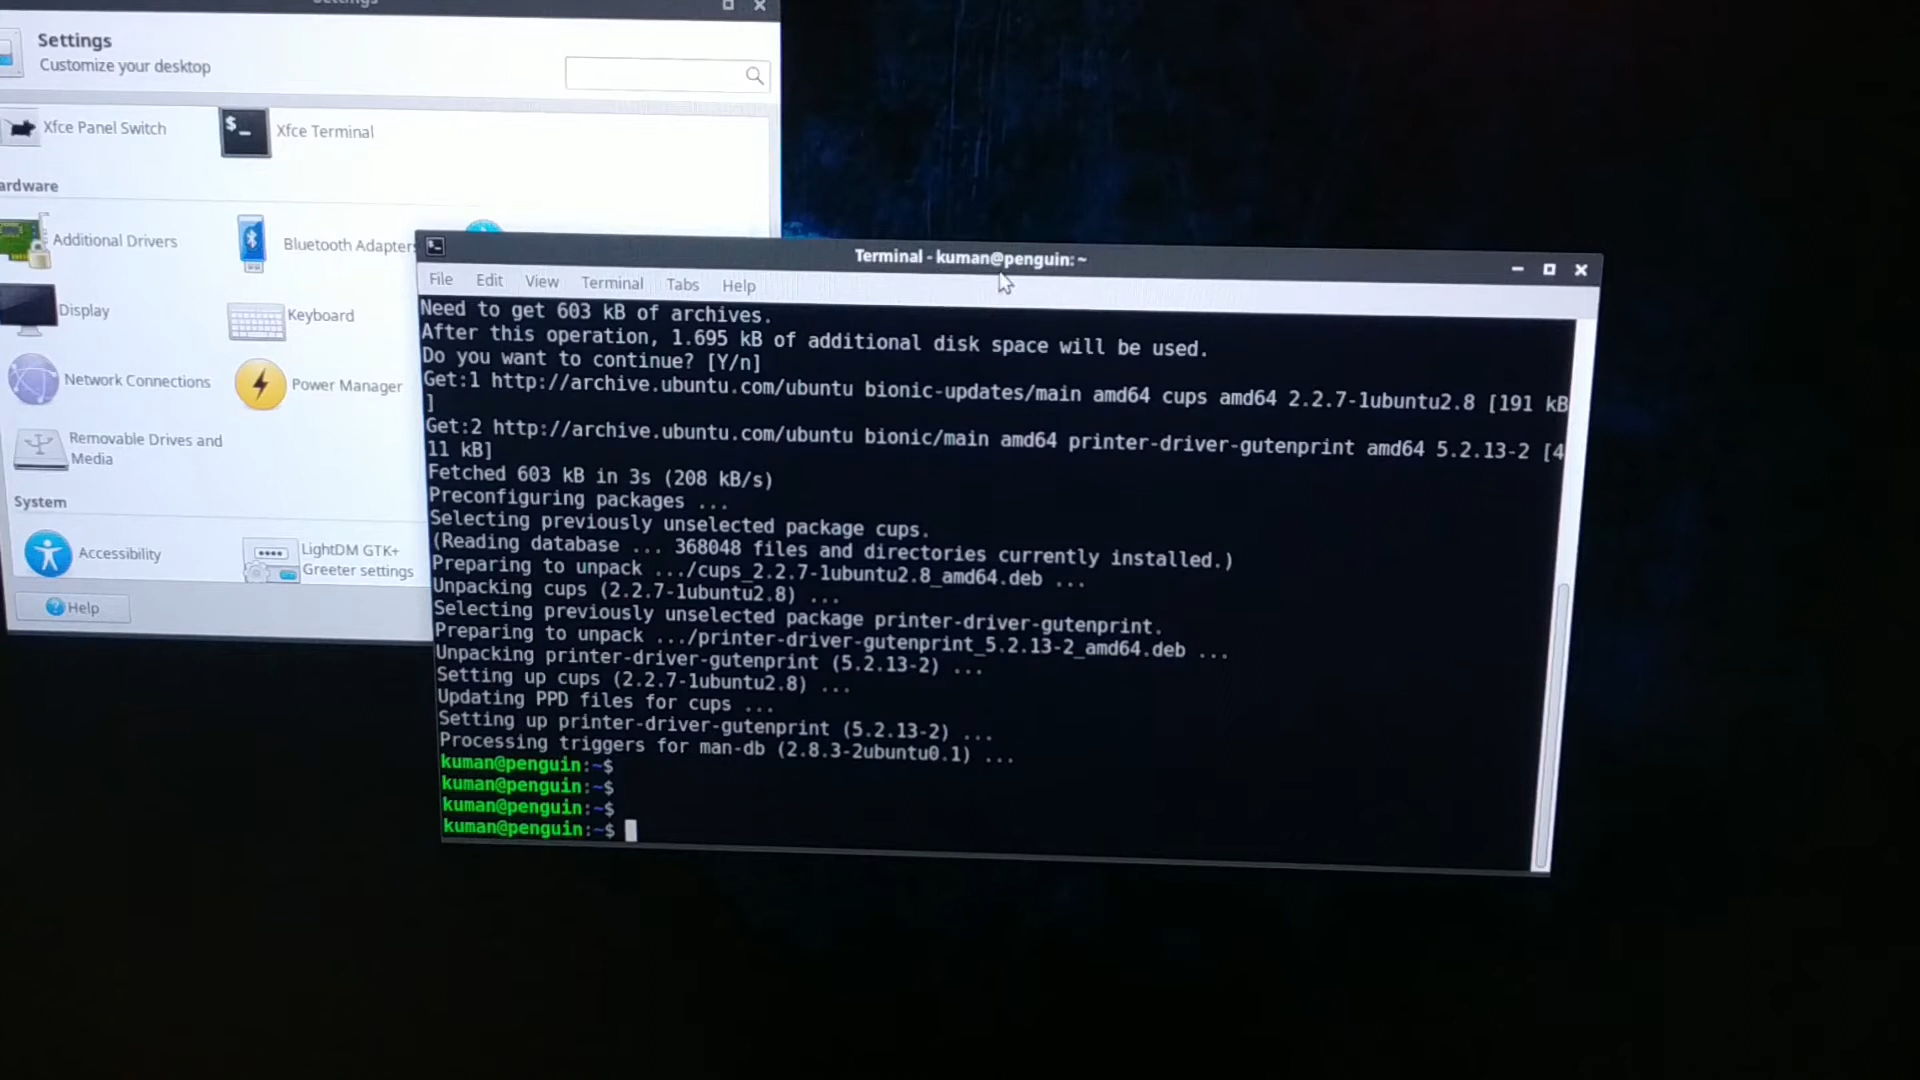 Settings
Settings
Customize your desktop
Xfce Panel Switch
Xfce Terminal
ardware
Additional Drivers
Bluetooth Adapters
Display
Keyboard
Network Connections
Power Manager
Removable Drives and
Media
System
Accessibility
LightDM GTK+
Greeter settings
Help
Terminal - kuman@penguin: ~
File Edit View Terminal Tabs Help
Need to get 603 kB of archives.
After this operation, 1.695 kB of additional disk space will be used.
Do you want to continue? [Y/n]
Get:1 http://archive.ubuntu.com/ubuntu bionic-updates/main amd64 cups amd64 2.2.7-1ubuntu2.8 [191 kB
]
Get:2 http://archive.ubuntu.com/ubuntu bionic/main amd64 printer-driver-gutenprint amd64 5.2.13-2 [4
11 kB]
Fetched 603 kB in 3s (208 kB/s)
Preconfiguring packages ...
Selecting previously unselected package cups.
(Reading database ... 368048 files and directories currently installed.)
Preparing to unpack .../cups_2.2.7-1ubuntu2.8_amd64.deb ...
Unpacking cups (2.2.7-1ubuntu2.8) ...
Selecting previously unselected package printer-driver-gutenprint.
Preparing to unpack .../printer-driver-gutenprint_5.2.13-2_amd64.deb ...
Unpacking printer-driver-gutenprint (5.2.13-2) ...
Setting up cups (2.2.7-1ubuntu2.8) ...
Updating PPD files for cups ...
Setting up printer-driver-gutenprint (5.2.13-2) ...
Processing triggers for man-db (2.8.3-2ubuntu0.1) ...
kuman@penguin:~$
kuman@penguin:~$
kuman@penguin:~$
kuman@penguin:~$